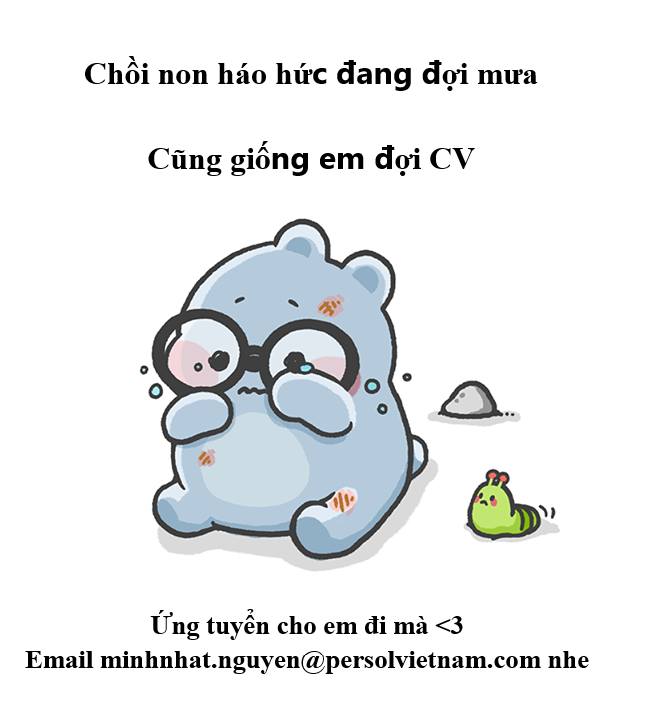 Chồi non háo hức đang đợi mưa
Cũng giống em đợi CV
Ứng tuyển cho em đi mà <3
Email minhnhat.nguyen@persolvietnam.com nhe